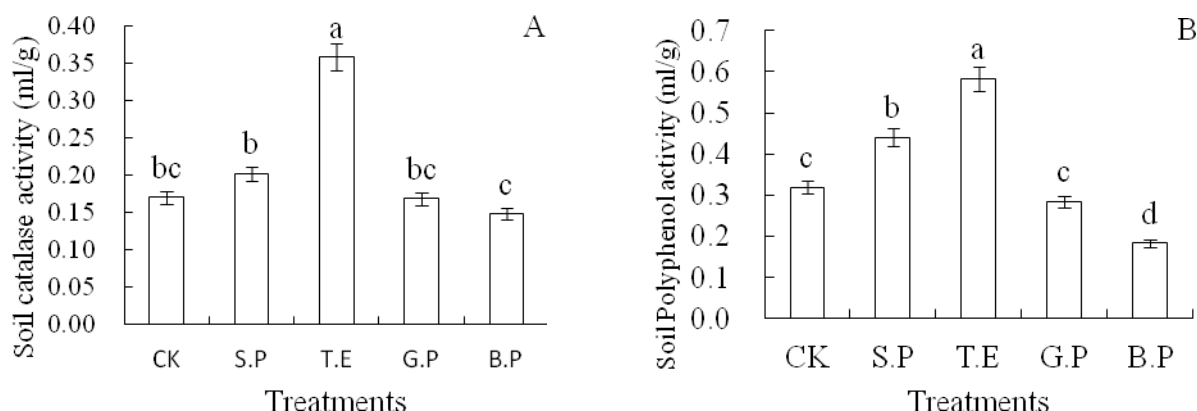 A
Soil catalase activity (ml/g)
0.40
0.35
0.30
0.25
0.20
0.15
0.10
0.05
0.00
bc
b
a
bc
c
CK S.P T.E G.P B.P
Treatments
B
Soil Polyphenol activity (ml/g)
0.7
0.6
0.5
0.4
0.3
0.2
0.1
0.0
c
b
a
c
d
CK S.P T.E G.P B.P
Treatments